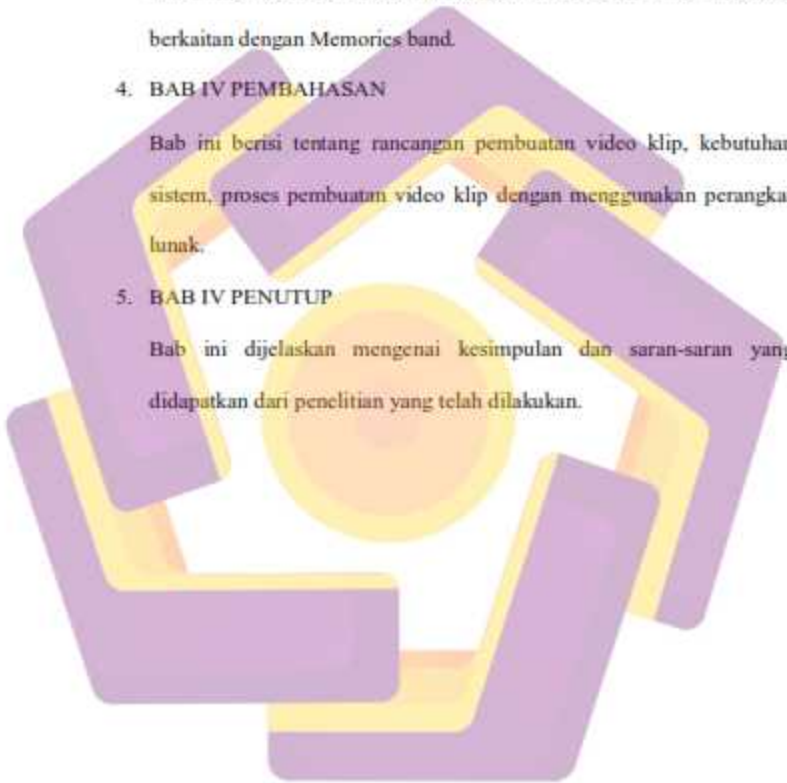 berkaitan dengan Memories band.
4. BAB IV PEMBAHASAN
Bab ini berisi tentang rancangan pembuatan video klip, kebutuhan
sistem, proses pembuatan video klip dengan menggunakan perangka
lunak.
5. BAB IV PENUTUP
Bab ini dijelaskan mengenai kesimpulan dan saran-saran yang
didapatkan dari penelitian yang telah dilakukan.